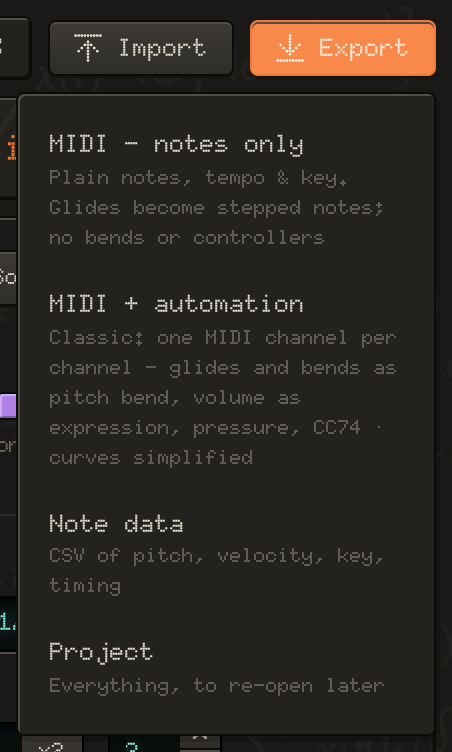 Import
Export
MIDI - notes only
Plain notes, tempo & key.
Glides become stepped notes;
no bends or controllers
MIDI + automation
Classic: one MIDI channel per
channel - glides and bends as
pitch bend, volume as
expression, pressure, CC74 ·
curves simplified
Note data
CSV of pitch, velocity, key,
timing
Project
Everything, to re-open later